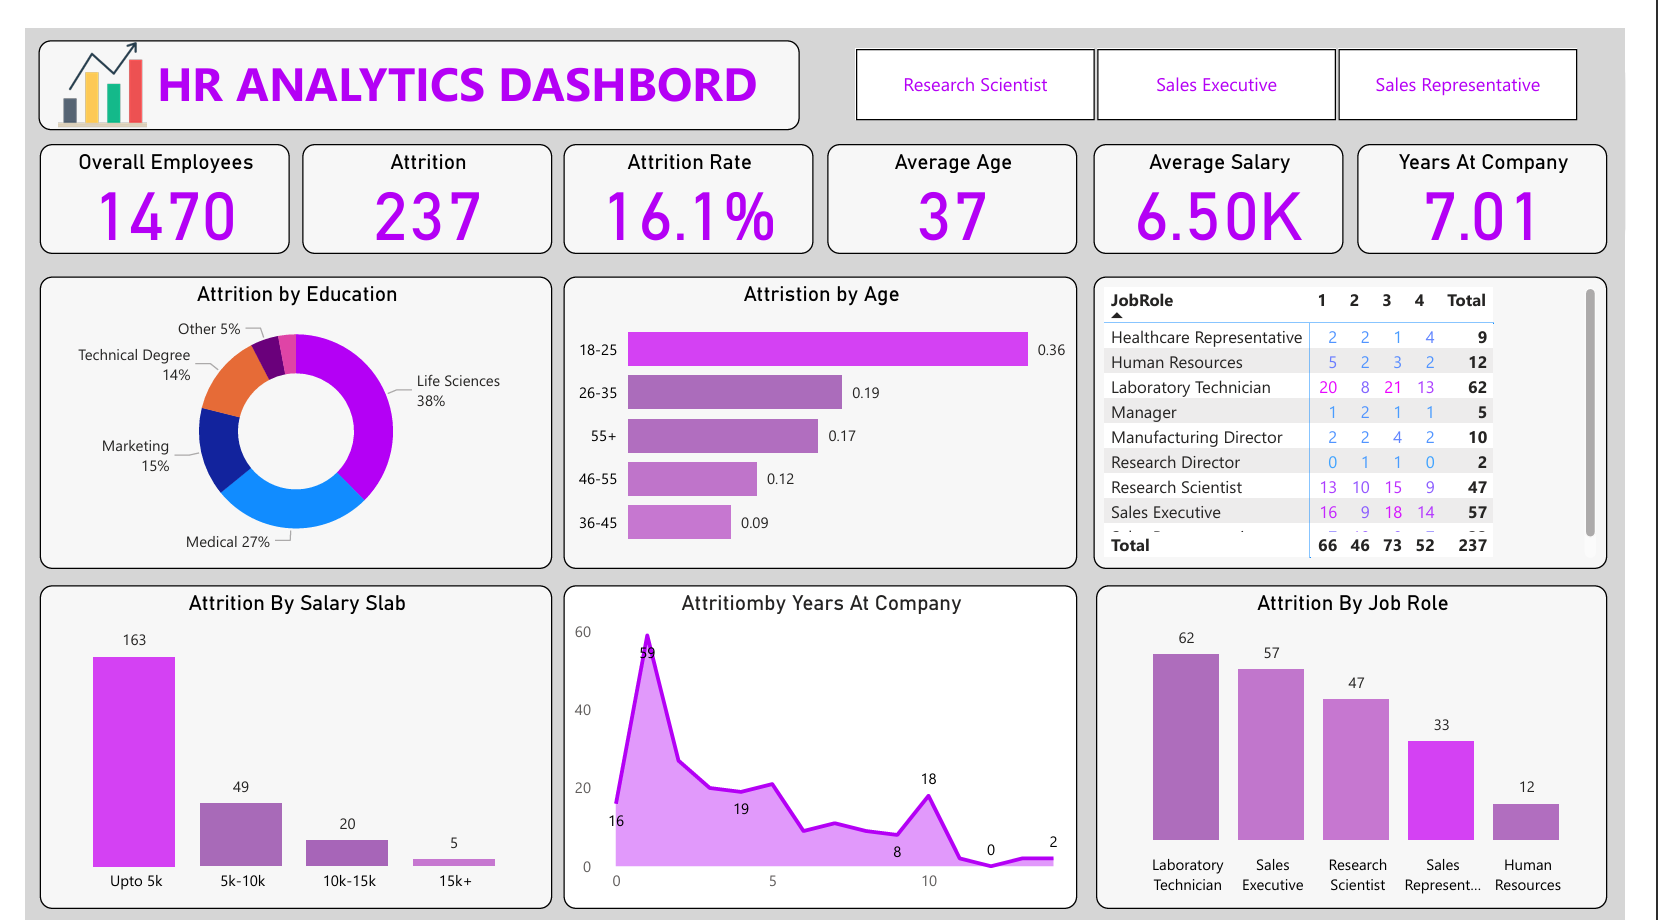 HR ANALYTICS DASHBORD
Research Scientist
Sales Executive
Sales Representative
Overall Employees
1470
Attrition
237
Attrition Rate
16.1%
Average Age
37
Average Salary
6.50K
Years At Company
7.01
Attrition by Education
Other 5%
Technical Degree
14%
Life Sciences
38%
Marketing
15%
Medical 27%
Attristion by Age
18-25 0.36
26-35 0.19
55+ 0.17
46-55 0.12
36-45 0.09
JobRole 1 2 3 4 Total
Healthcare Representative 2 2 1 4 9
Human Resources 5 2 3 2 12
Laboratory Technician 20 8 21 13 62
Manager 1 2 1 1 5
Manufacturing Director 2 2 4 2 10
Research Director 0 1 1 0 2
Research Scientist 13 10 15 9 47
Sales Executive 16 9 18 14 57
Total 66 46 73 52 237
Attrition By Salary Slab
163
49
20
5
Upto 5k 5k-10k 10k-15k 15k+
Attritiomby Years At Company
60
59
40
20
18
19
16
8
0
2
0
0 5 10
Attrition By Job Role
62
57
47
33
12
Laboratory
Technician
Sales
Executive
Research
Scientist
Sales
Represent...
Human
Resources